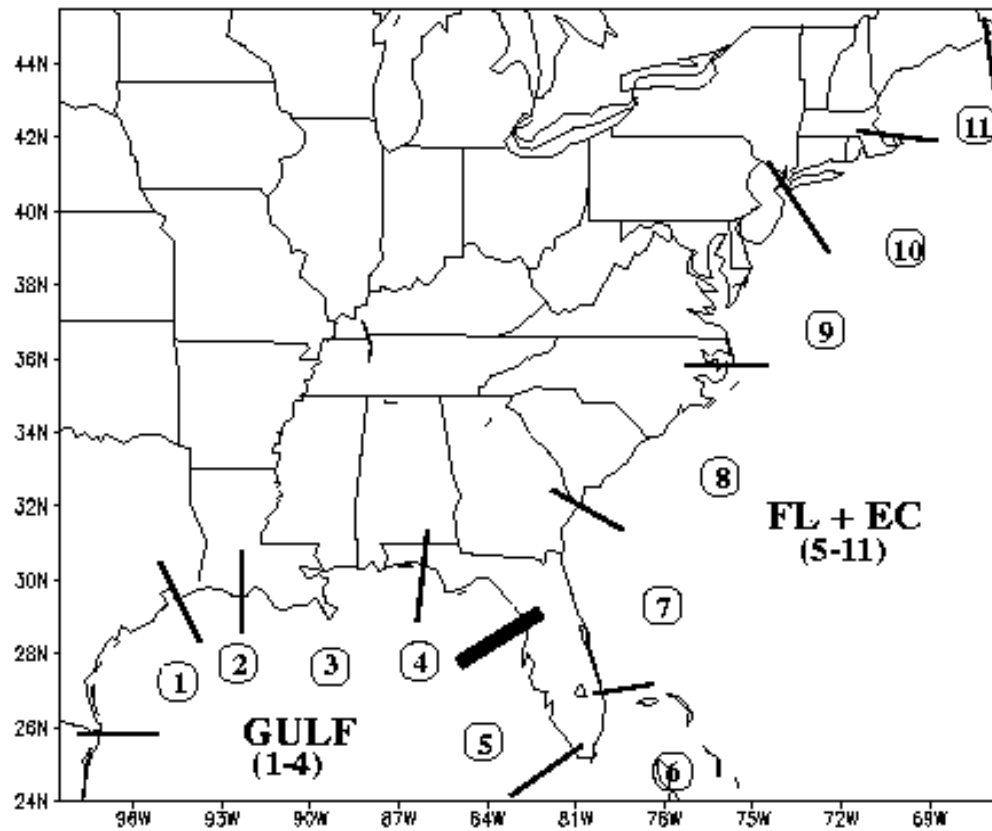 44N
11
42N
40N
10
38N
9
36N
34N
8
32N
FL + EC
(5-11)
30N
7
28N
1
2
3
4
26N
GULF
(1-4)
5
6
24N
96W 93W 90W 87W 84W 81W 78W 75W 72W 69W